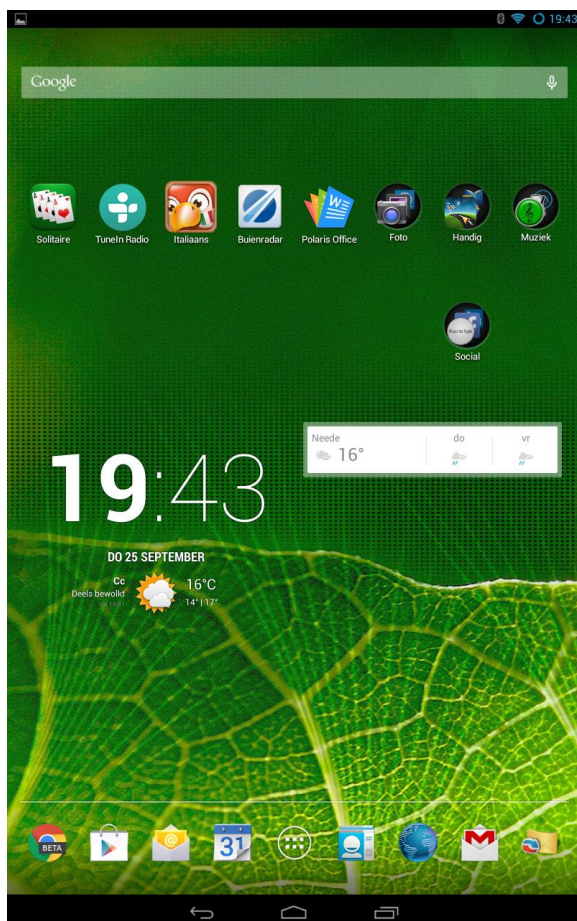 19:43
Google
Solitaire
TuneIn Radio
Italiaans
Buienradar
Polaris Office
Foto
Handig
Muziek
Social
Neede
do
vr
16°
19:43
DO 25 SEPTEMBER
Cc
Deels bewolkt
16°C
14° | 17°
BETA
31